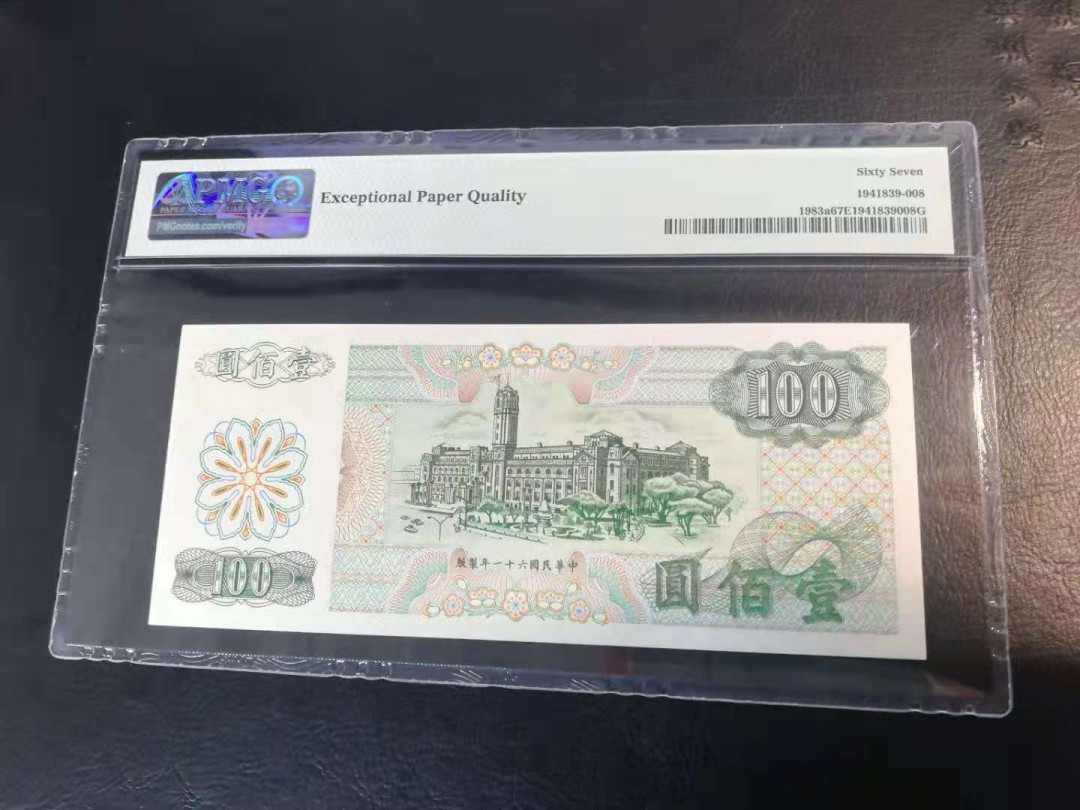 PMG
PMGnotes.com/verify
Exceptional Paper Quality
Sixty Seven
1941839-008
1983a67E1941839008G
壹佰圓
100
100
中華民國六十一年製版
壹佰圓